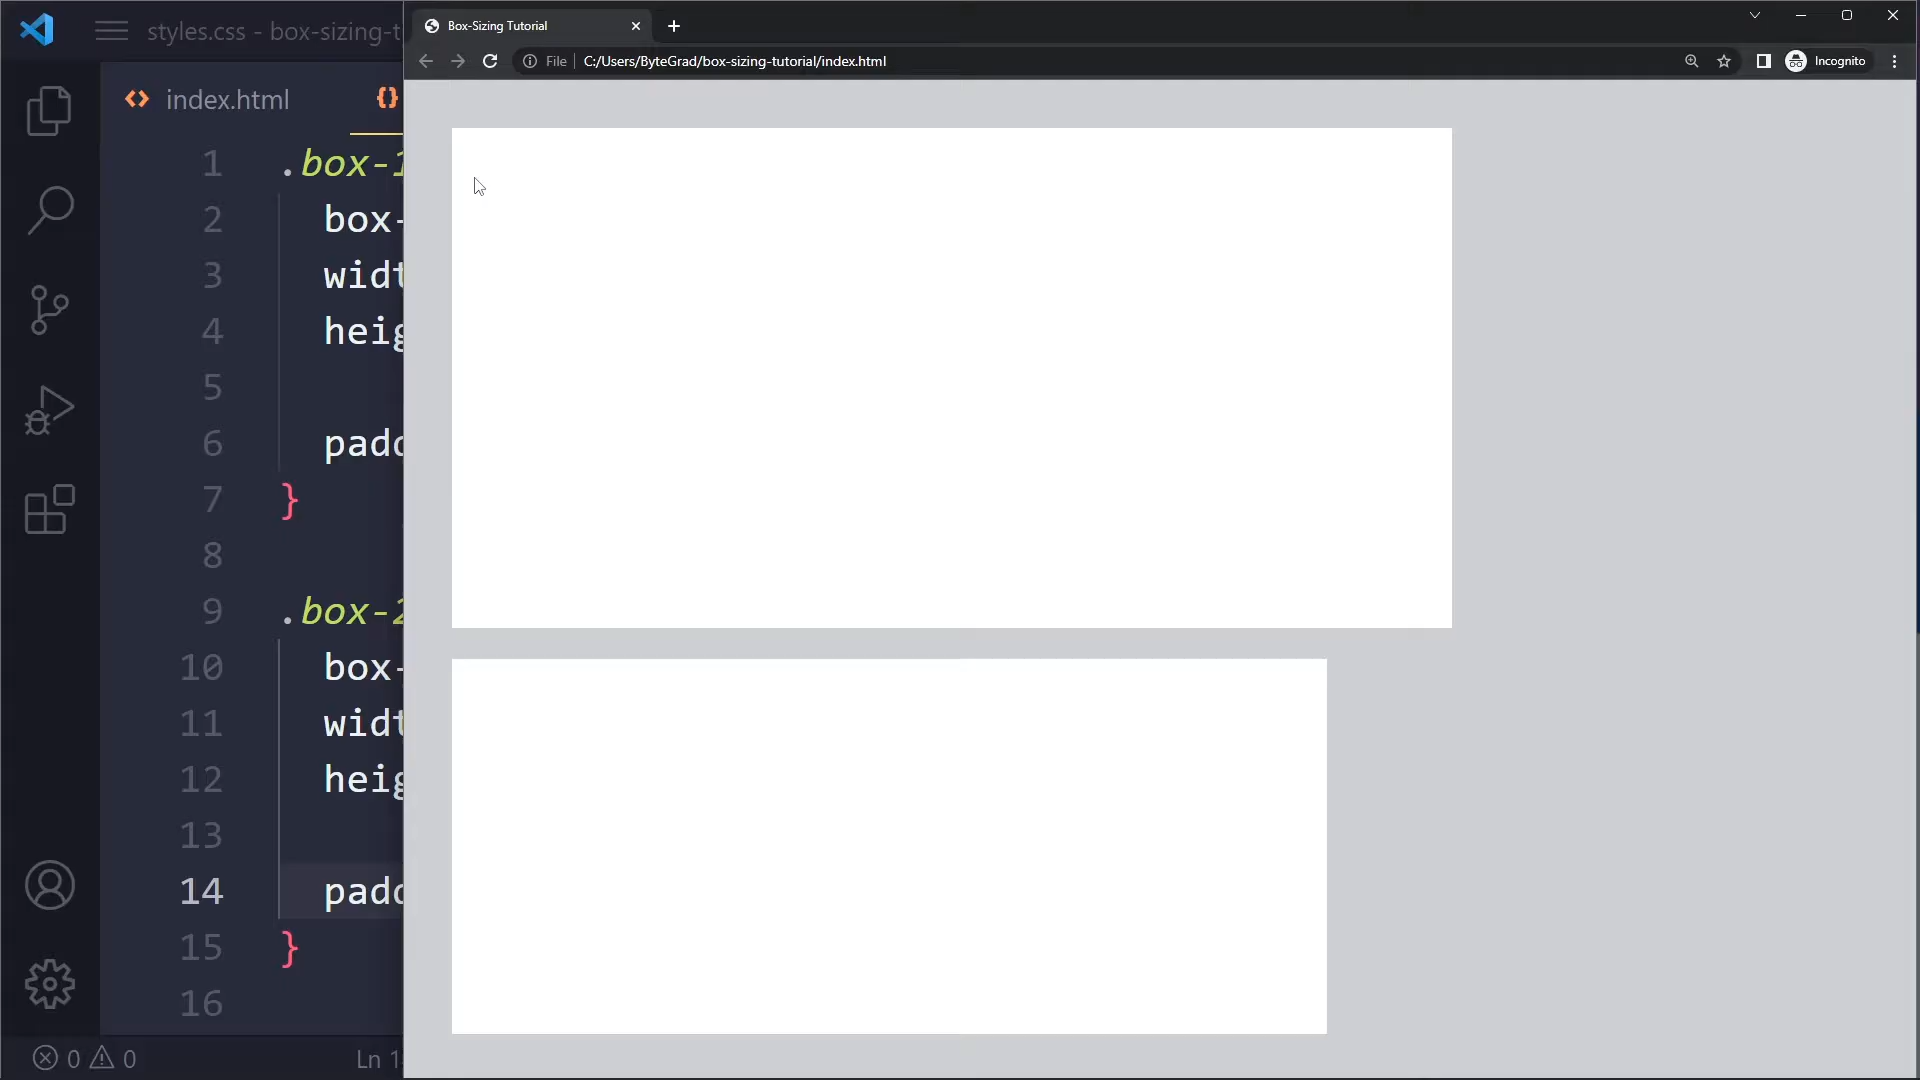 styles.css - box-sizing-t
Box-Sizing Tutorial
File
C:/Users/ByteGrad/box-sizing-tutorial/index.html
Incognito
index.html
1 .box-1
2 box-
3 widt
4 heig
5
6 padd
7 }
8
9 .box-2
10 box-
11 widt
12 heig
13
14 padd
15 }
16
0 0
Ln 1